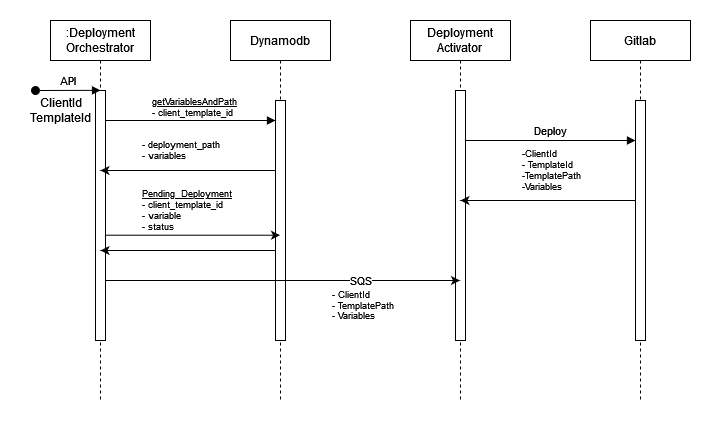 :Deployment
Orchestrator
Dynamodb
Deployment
Activator
Gitlab
API
ClientId
TemplateId
getVariablesAndPath
- client_template_id
- deployment_path
- variables
Pending_Deployment
- client_template_id
- variable
- status
SQS
- ClientId
- TemplatePath
- Variables
Deploy
-ClientId
- TemplateId
-TemplatePath
-Variables